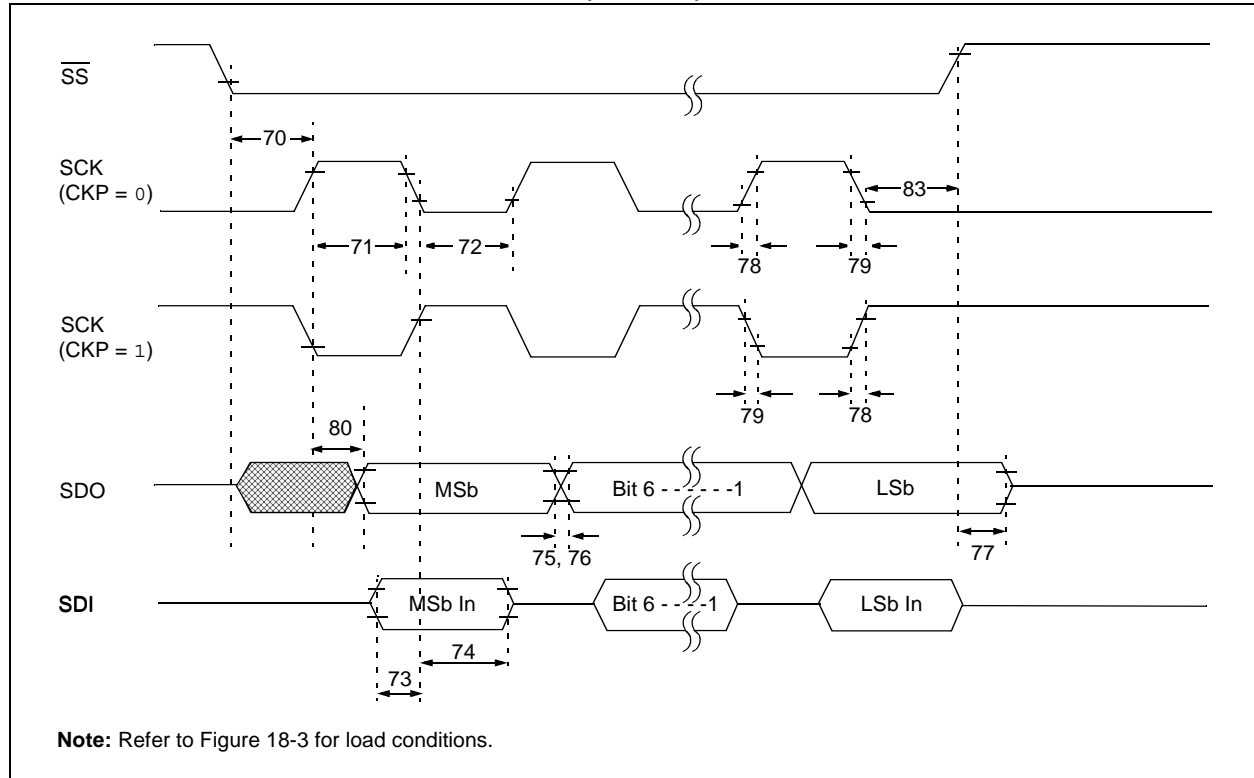 SS
70
SCK
(CKP = 0)
83
71
72
78
79
SCK
(CKP = 1)
79
78
80
SDO
MSb
Bit 6 - - - - - -1
LSb
75, 76
77
SDI
MSb In
Bit 6 - - - - -1
LSb In
74
73
Note: Refer to Figure 18-3 for load conditions.